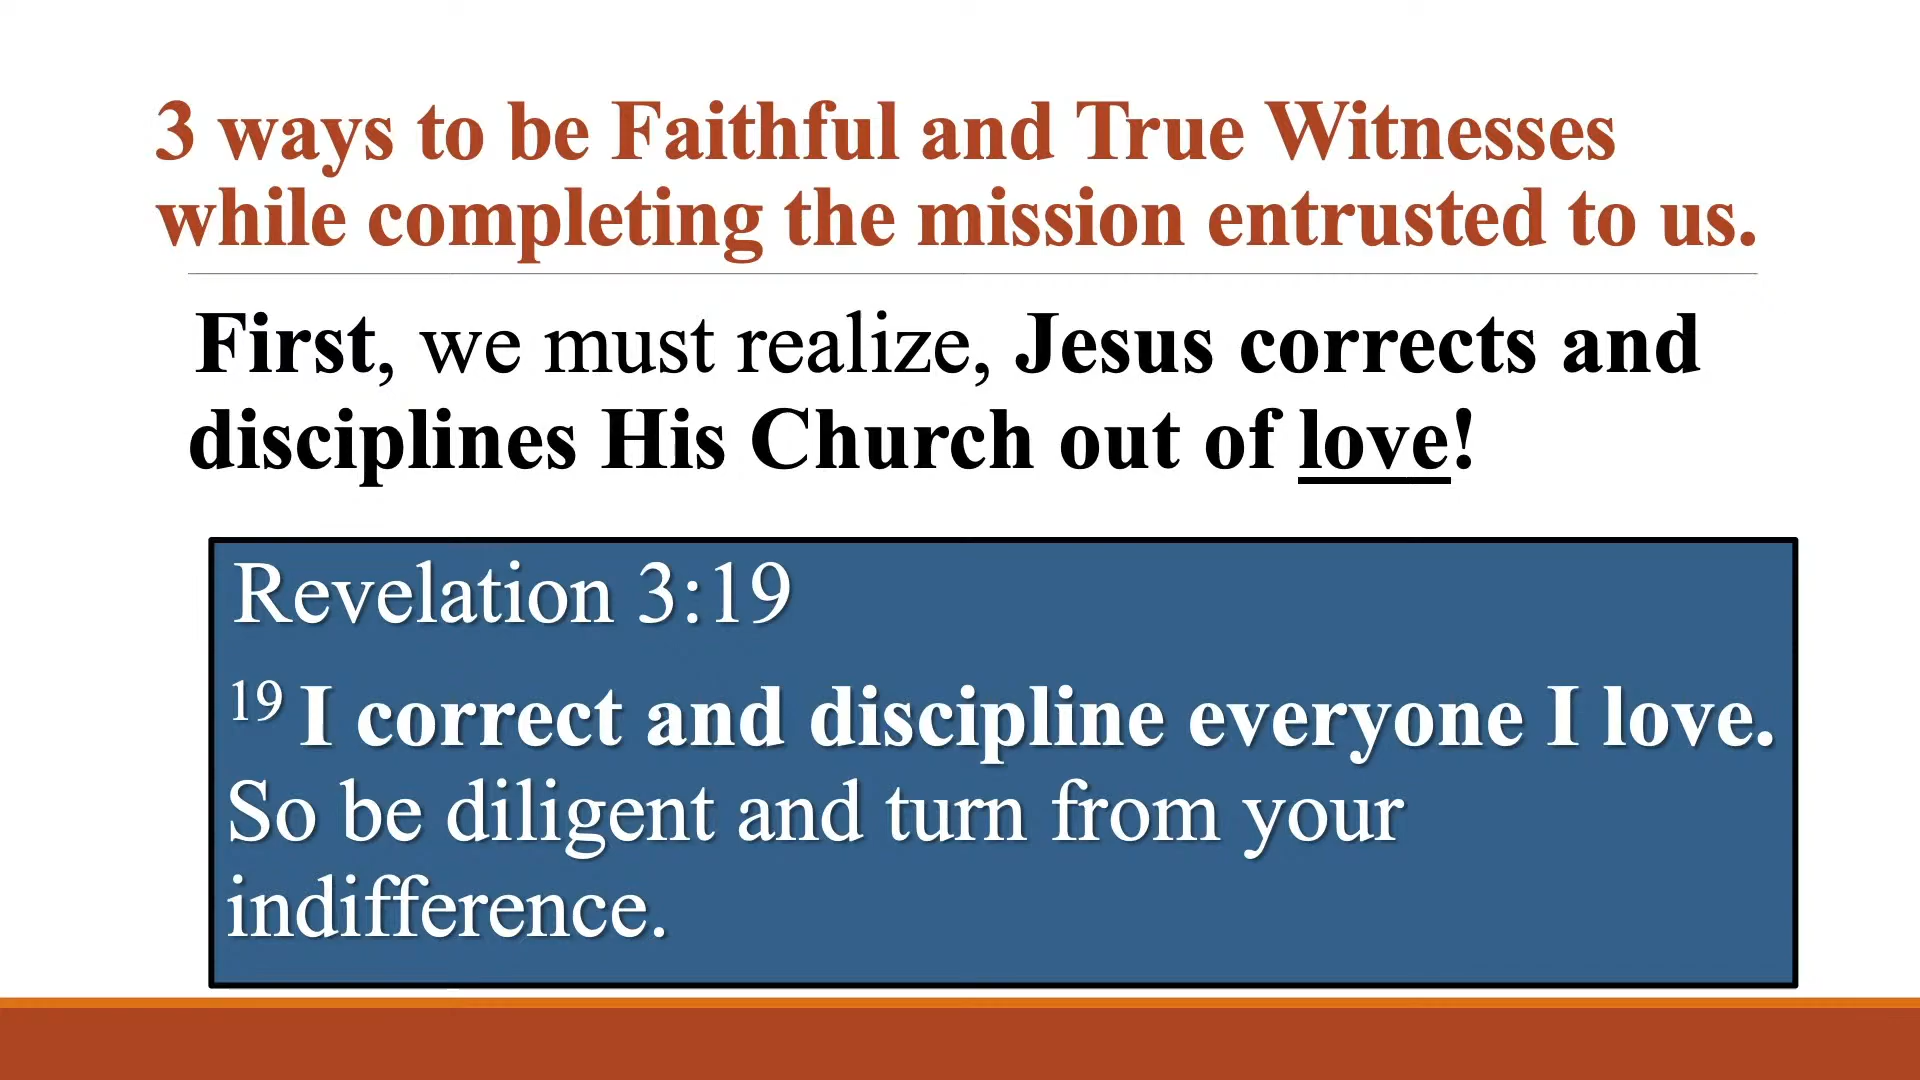 3 ways to be Faithful and True Witnesses
while completing the mission entrusted to us.
First, we must realize, Jesus corrects and
disciplines His Church out of love!
Revelation 3:19
19 I correct and discipline everyone I love.
So be diligent and turn from your
indifference.